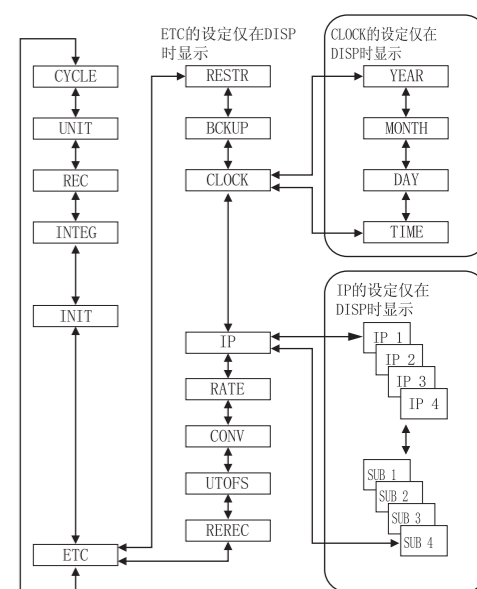 ETC的设定仅在DISP
时显示
CLOCK的设定仅在
DISP时显示
CYCLE
UNIT
REC
INTEG
INIT
ETC
RESTR
BCKUP
CLOCK
IP
RATE
CONV
UTOFS
REREC
YEAR
MONTH
DAY
TIME
IP的设定仅在
DISP时显示
IP 1
IP 2
IP 3
IP 4
SUB 1
SUB 2
SUB 3
SUB 4